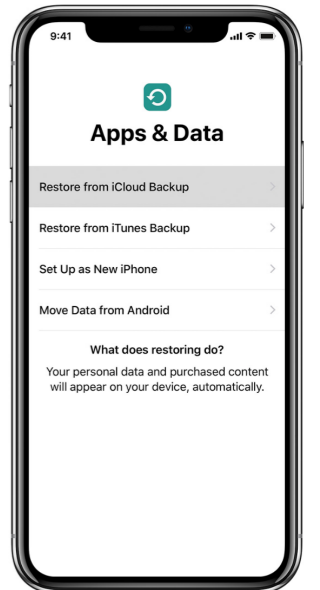 9:41
Apps & Data
Restore from iCloud Backup
Restore from iTunes Backup
Set Up as New iPhone
Move Data from Android
What does restoring do?
Your personal data and purchased content
will appear on your device, automatically.